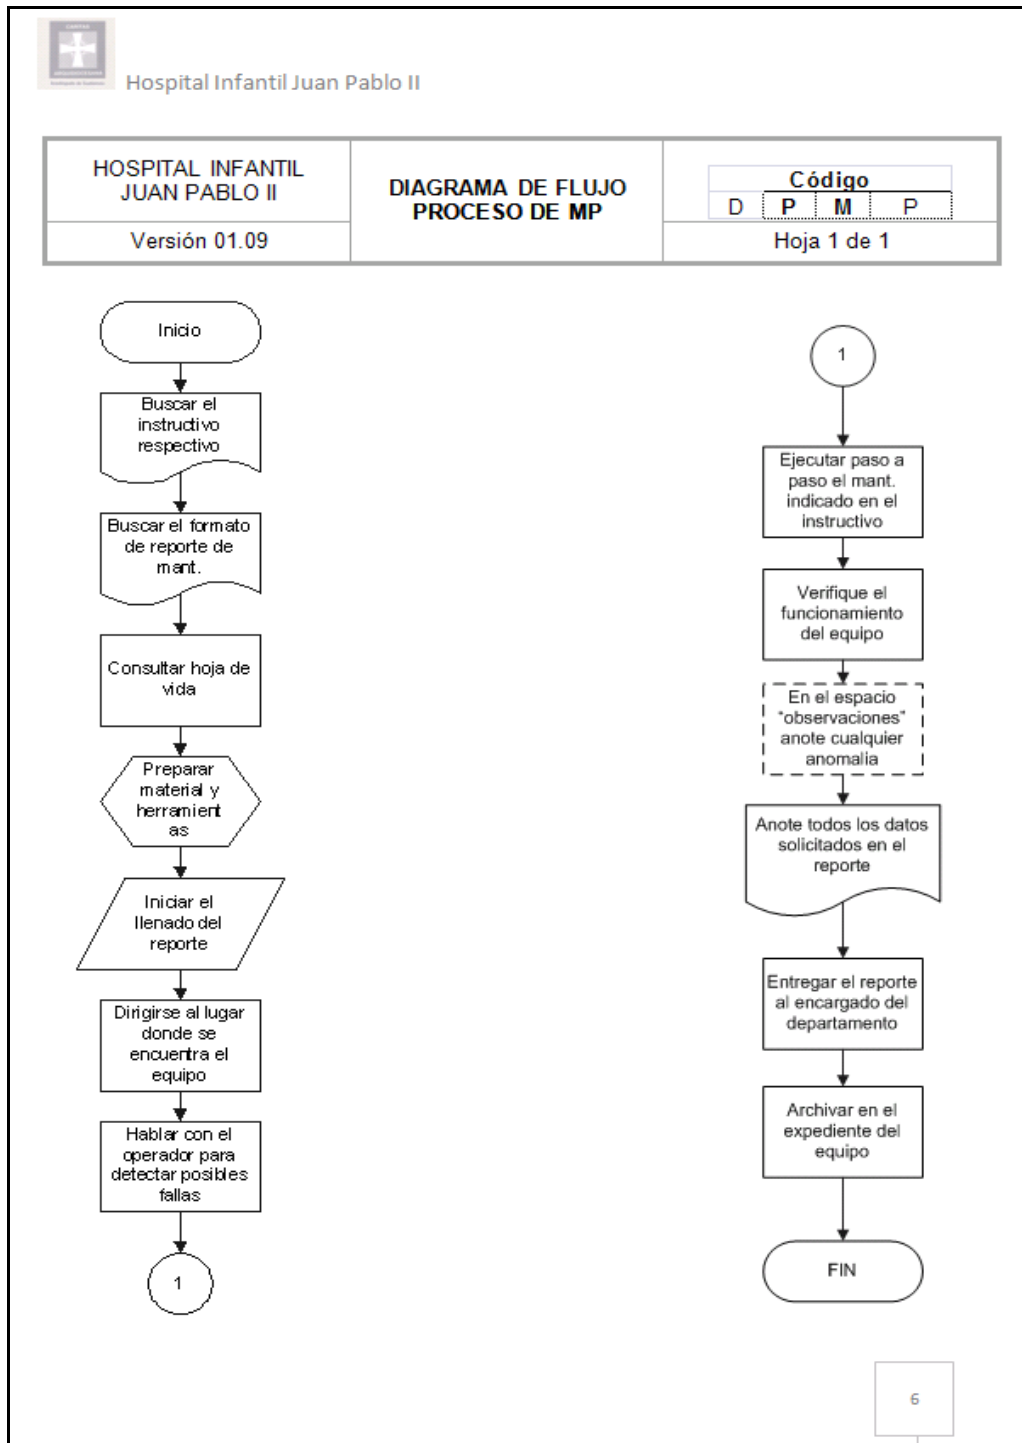 Hospital Infantil Juan Pablo II
HOSPITAL INFANTIL
JUAN PABLO II
Versión 01.09
DIAGRAMA DE FLUJO
PROCESO DE MP
Código
D P M P
Hoja 1 de 1
Inicio
Buscar el
instructivo
respectivo
Buscar el formato
de reporte de
mant.
Consultar hoja de
vida
Preparar
material y
herramient
as
Iniciar el
llenado del
reporte
Dirigirse al lugar
donde se
encuentra el
equipo
Hablar con el
operador para
detectar posibles
fallas
1
1
Ejecutar paso a
paso el mant.
indicado en el
instructivo
Verifique el
funcionamiento
del equipo
En el espacio
"observaciones"
anote cualquier
anomalia
Anote todos los datos
solicitados en el
reporte
Entregar el reporte
al encargado del
departamento
Archivar en el
expediente del
equipo
FIN
6